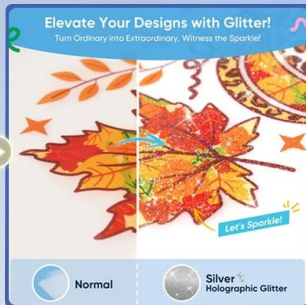 Elevate Your Designs with Glitter!
Turn Ordinary into Extraordinary, Witness the Sparkle!
Let's Sparkle!
Normal
Silver
Holographic Glitter